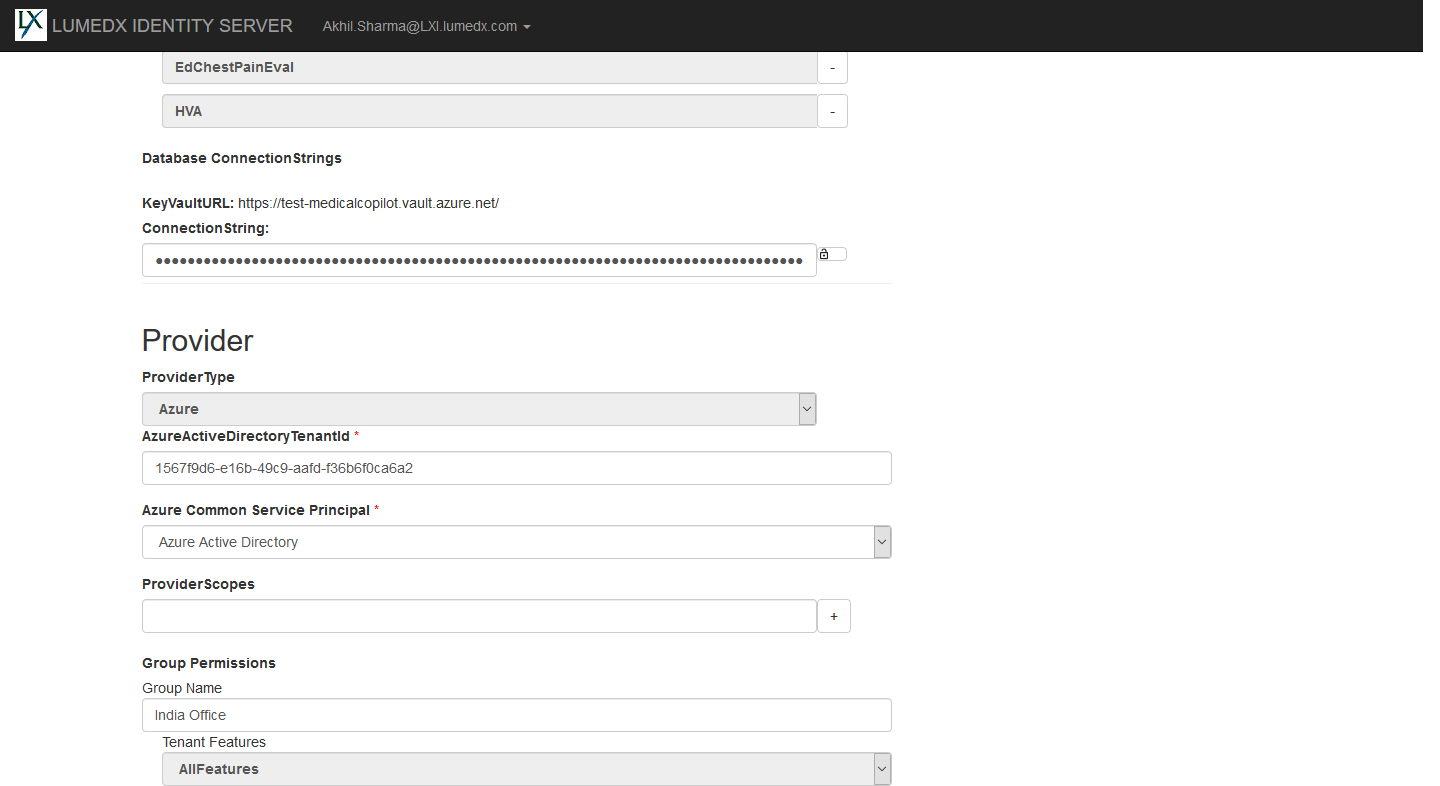 LX LUMEDX IDENTITY SERVER Akhil.Sharma@LXI.lumedx.com
EdChestPainEval -
HVA -
Database ConnectionStrings
KeyVaultURL: https://test-medicalcopilot.vault.azure.net/
ConnectionString:
Provider
ProviderType
Azure
AzureActiveDirectoryTenantId *
1567f9d6-e16b-49c9-aafd-f36b6f0ca6a2
Azure Common Service Principal *
Azure Active Directory
ProviderScopes
+
Group Permissions
Group Name
India Office
Tenant Features
AllFeatures